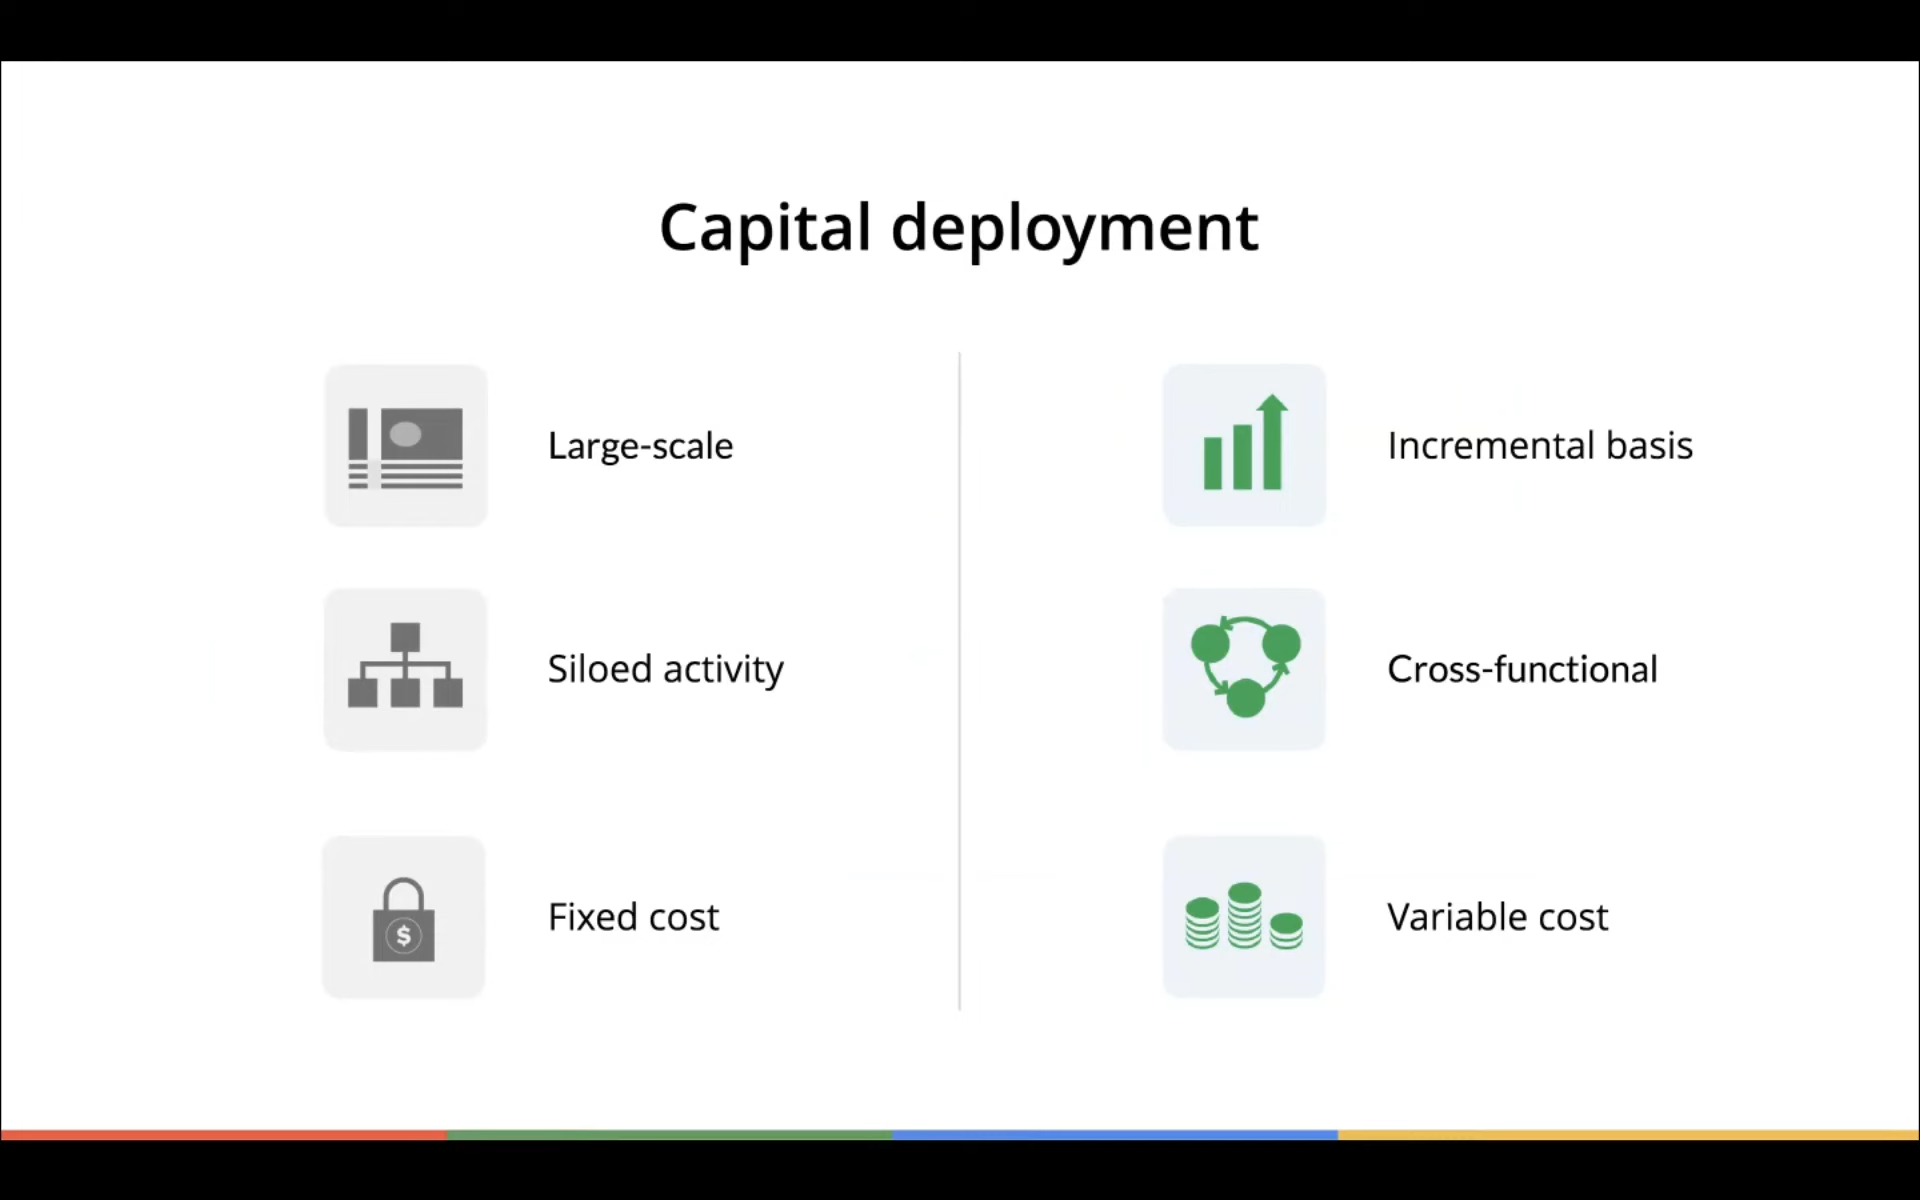 Capital deployment
Large-scale
Siloed activity
$
Fixed cost
Incremental basis
Cross-functional
Variable cost